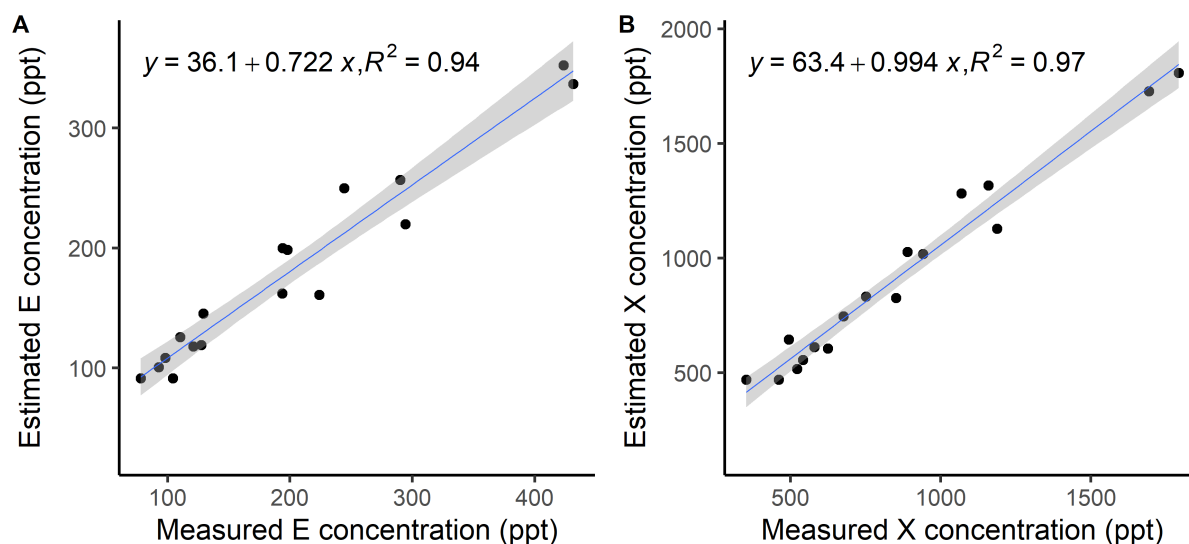 A
y = 36.1 + 0.722 x, R² = 0.94
Estimated E concentration (ppt)
300
200
100
100 200 300 400
Measured E concentration (ppt)
B
y = 63.4 + 0.994 x, R² = 0.97
Estimated X concentration (ppt)
2000
1500
1000
500
500 1000 1500
Measured X concentration (ppt)